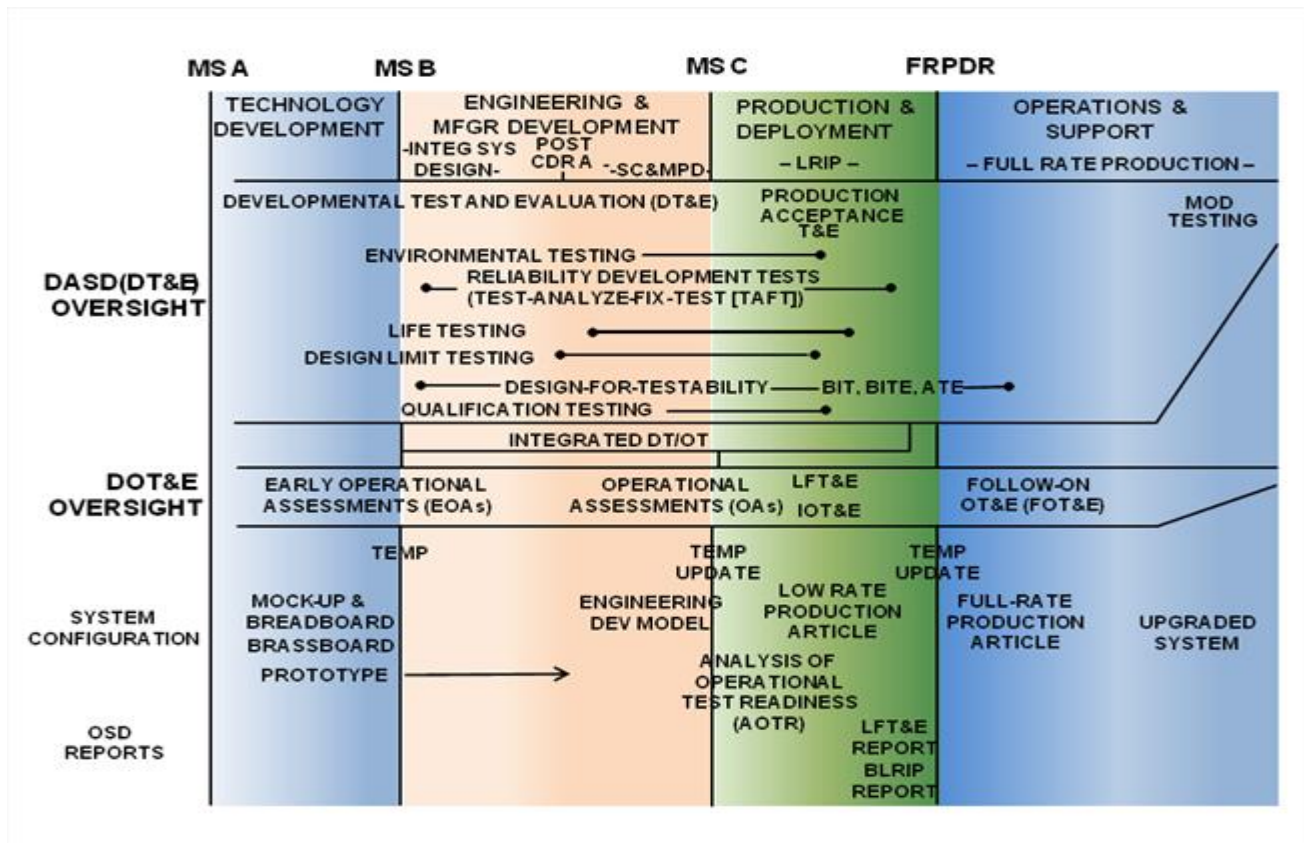 MS A
MS B
MS C
FRPDR
TECHNOLOGY
DEVELOPMENT
ENGINEERING &
MFGR DEVELOPMENT
-INTEG SYS
DESIGN-
POST
CDRA
-SC&MPD-
PRODUCTION &
DEPLOYMENT
– LRIP –
OPERATIONS &
SUPPORT
– FULL RATE PRODUCTION –
DASD(DT&E)
OVERSIGHT
DEVELOPMENTAL TEST AND EVALUATION (DT&E)
PRODUCTION
ACCEPTANCE
T&E
MOD
TESTING
ENVIRONMENTAL TESTING
RELIABILITY DEVELOPMENT TESTS
(TEST-ANALYZE-FIX-TEST [TAFT])
LIFE TESTING
DESIGN LIMIT TESTING
DESIGN-FOR-TESTABILITY
BIT, BITE, ATE
QUALIFICATION TESTING
INTEGRATED DT/OT
DOT&E
OVERSIGHT
EARLY OPERATIONAL
ASSESSMENTS (EOAs)
OPERATIONAL
ASSESSMENTS (OAs)
LFT&E
IOT&E
FOLLOW-ON
OT&E (FOT&E)
TEMP
TEMP
UPDATE
TEMP
UPDATE
SYSTEM
CONFIGURATION
MOCK-UP &
BREADBOARD
BRASSBOARD
PROTOTYPE
ENGINEERING
DEV MODEL
LOW RATE
PRODUCTION
ARTICLE
FULL-RATE
PRODUCTION
ARTICLE
UPGRADED
SYSTEM
OSD
REPORTS
ANALYSIS OF
OPERATIONAL
TEST READINESS
(AOTR)
LFT&E
REPORT
BLRIP
REPORT